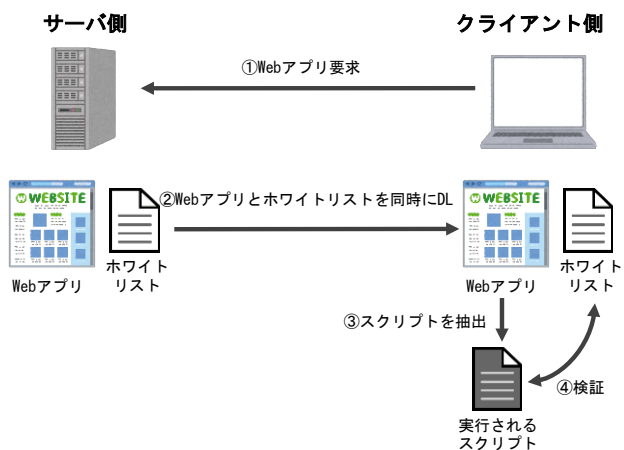 サーバ側
クライアント側
①Webアプリ要求
WEBSITE
②Webアプリとホワイトリストを同時にDL
WEBSITE
Webアプリ
ホワイト
リスト
Webアプリ
ホワイト
リスト
③スクリプトを抽出
④検証
実行される
スクリプト